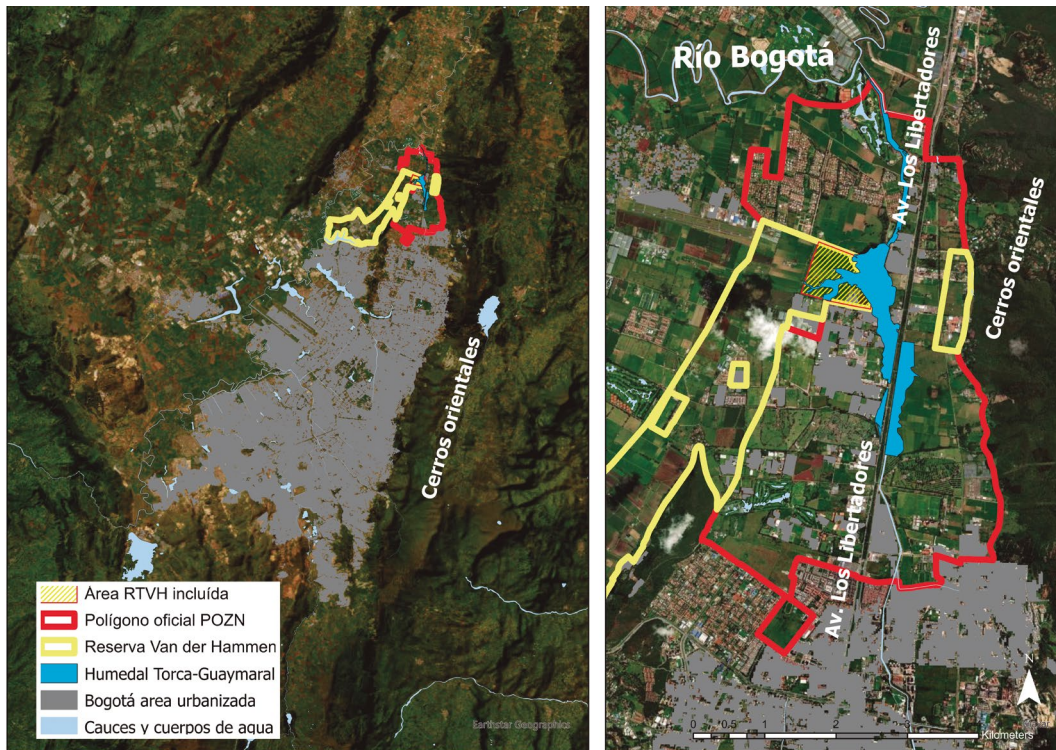 Cerros orientales
Área RTVH incluída
Polígono oficial POZN
Reserva Van der Hammen
Humedal Torca-Guaymaral
Bogotá area urbanizada
Cauces y cuerpos de agua
Earthstar Geographics
Río Bogotá
Av. Los Libertadores
Cerros orientales
Av. Los Libertadores
N
0 0.5 1 2 3
Kilometers